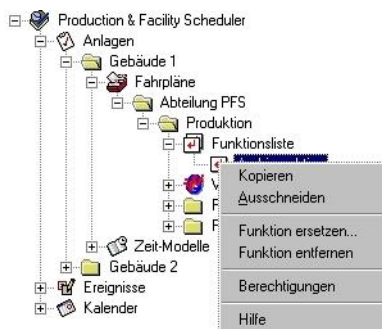 Production & Facility Scheduler
Anlagen
Gebäude 1
Fahrpläne
Abteilung PFS
Produktion
Funktionsliste
Kopieren
Ausschneiden
Funktion ersetzen...
Funktion entfernen
Berechtigungen
Hilfe
Zeit-Modelle
Gebäude 2
Ereignisse
Kalender